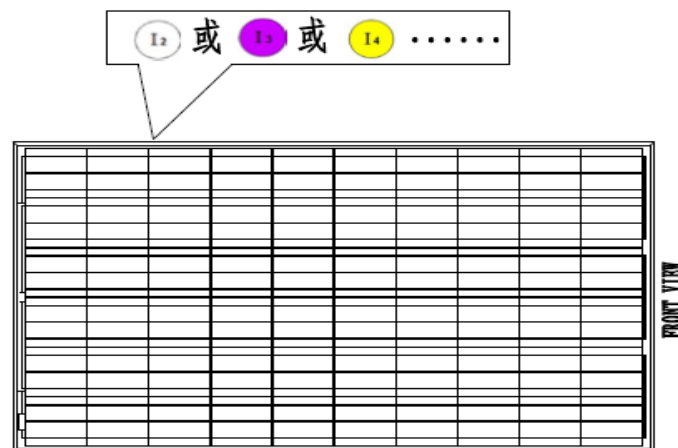 I₂ 或 I₃ 或 I₄ ······
FRONT VIEW